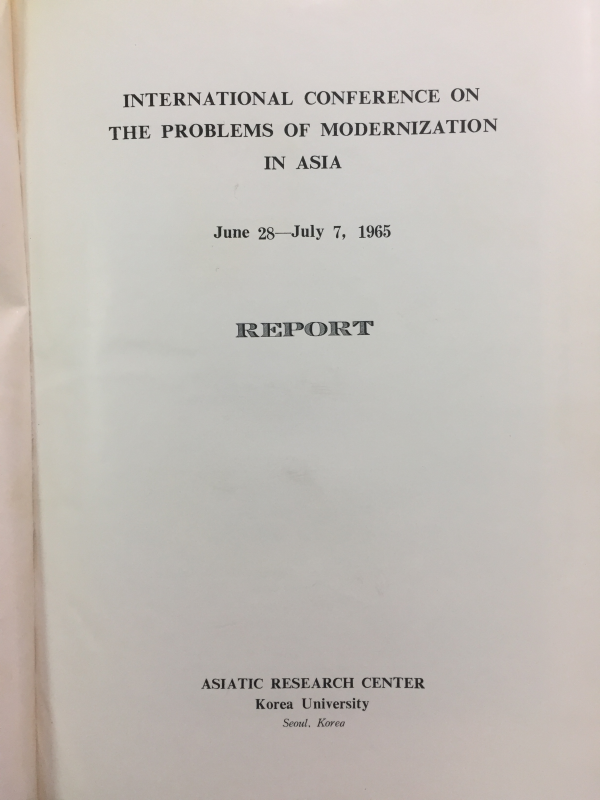 INTERNATIONAL CONFERENCE ON
THE PROBLEMS OF MODERNIZATION
IN ASIA
June 28—July 7, 1965
REPORT
ASIATIC RESEARCH CENTER
Korea University
Seoul, Korea